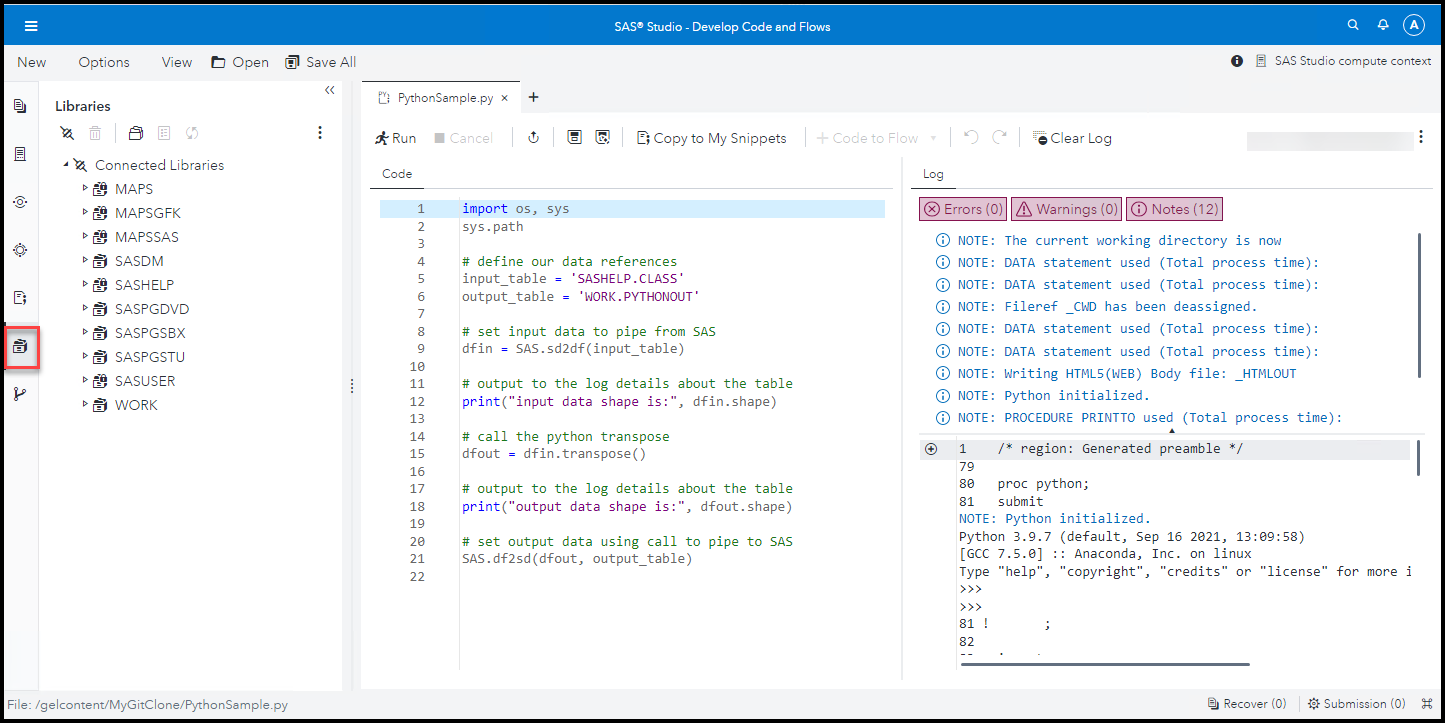 SAS® Studio - Develop Code and Flows
A
New Options View Open Save All
SAS Studio compute context
Libraries
Connected Libraries
MAPS
MAPSGFK
MAPSSAS
SASDM
SASHELP
SASPGDVD
SASPGSBX
SASPGSTU
SASUSER
WORK
PythonSample.py × +
Run Cancel Copy to My Snippets Code to Flow Clear Log
Code
1 import os, sys
2 sys.path
3
4 # define our data references
5 input_table = 'SASHELP.CLASS'
6 output_table = 'WORK.PYTHONOUT'
7
8 # set input data to pipe from SAS
9 dfin = SAS.sd2df(input_table)
10
11 # output to the log details about the table
12 print("input data shape is:", dfin.shape)
13
14 # call the python transpose
15 dfout = dfin.transpose()
16
17 # output to the log details about the table
18 print("output data shape is:", dfout.shape)
19
20 # set output data using call to pipe to SAS
21 SAS.df2sd(dfout, output_table)
22
Log
Errors (0) Warnings (0) Notes (12)
NOTE: The current working directory is now
NOTE: DATA statement used (Total process time):
NOTE: DATA statement used (Total process time):
NOTE: Fileref _CWD has been deassigned.
NOTE: DATA statement used (Total process time):
NOTE: DATA statement used (Total process time):
NOTE: Writing HTML5(WEB) Body file: _HTMLOUT
NOTE: Python initialized.
NOTE: PROCEDURE PRINTTO used (Total process time):
1 /* region: Generated preamble */
79
80 proc python;
81 submit
NOTE: Python initialized.
Python 3.9.7 (default, Sep 16 2021, 13:09:58)
[GCC 7.5.0] :: Anaconda, Inc. on linux
Type "help", "copyright", "credits" or "license" for more i
>>>
>>>
81 ! ;
82
File: /gelcontent/MyGitClone/PythonSample.py
Recover (0) Submission (0)